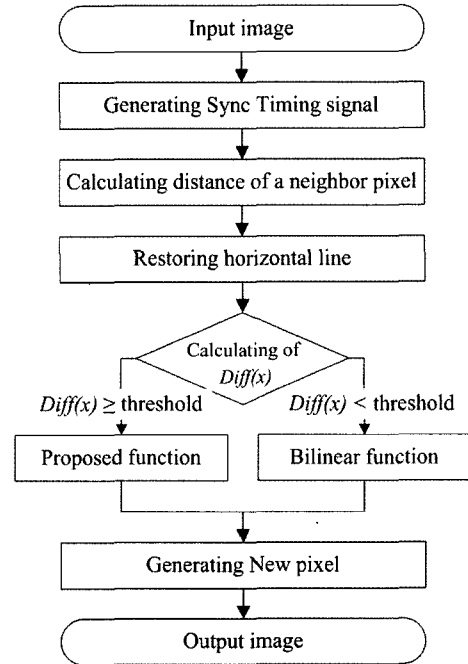 Input image
Generating Sync Timing signal
Calculating distance of a neighbor pixel
Restoring horizontal line
Calculating of
Diff(x)
Diff(x) ≥ threshold
Diff(x) < threshold
Proposed function
Bilinear function
Generating New pixel
Output image